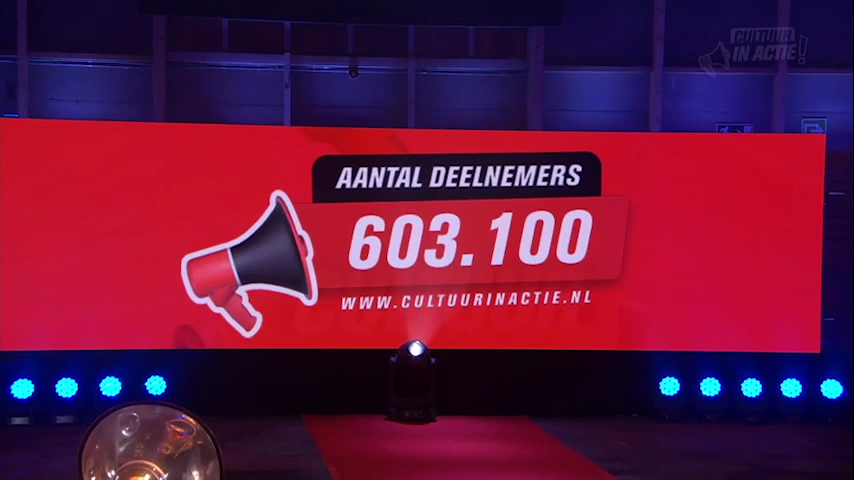 CULTUUR
IN ACTIE!
AANTAL DEELNEMERS
603.100
WWW.CULTUURINACTIE.NL